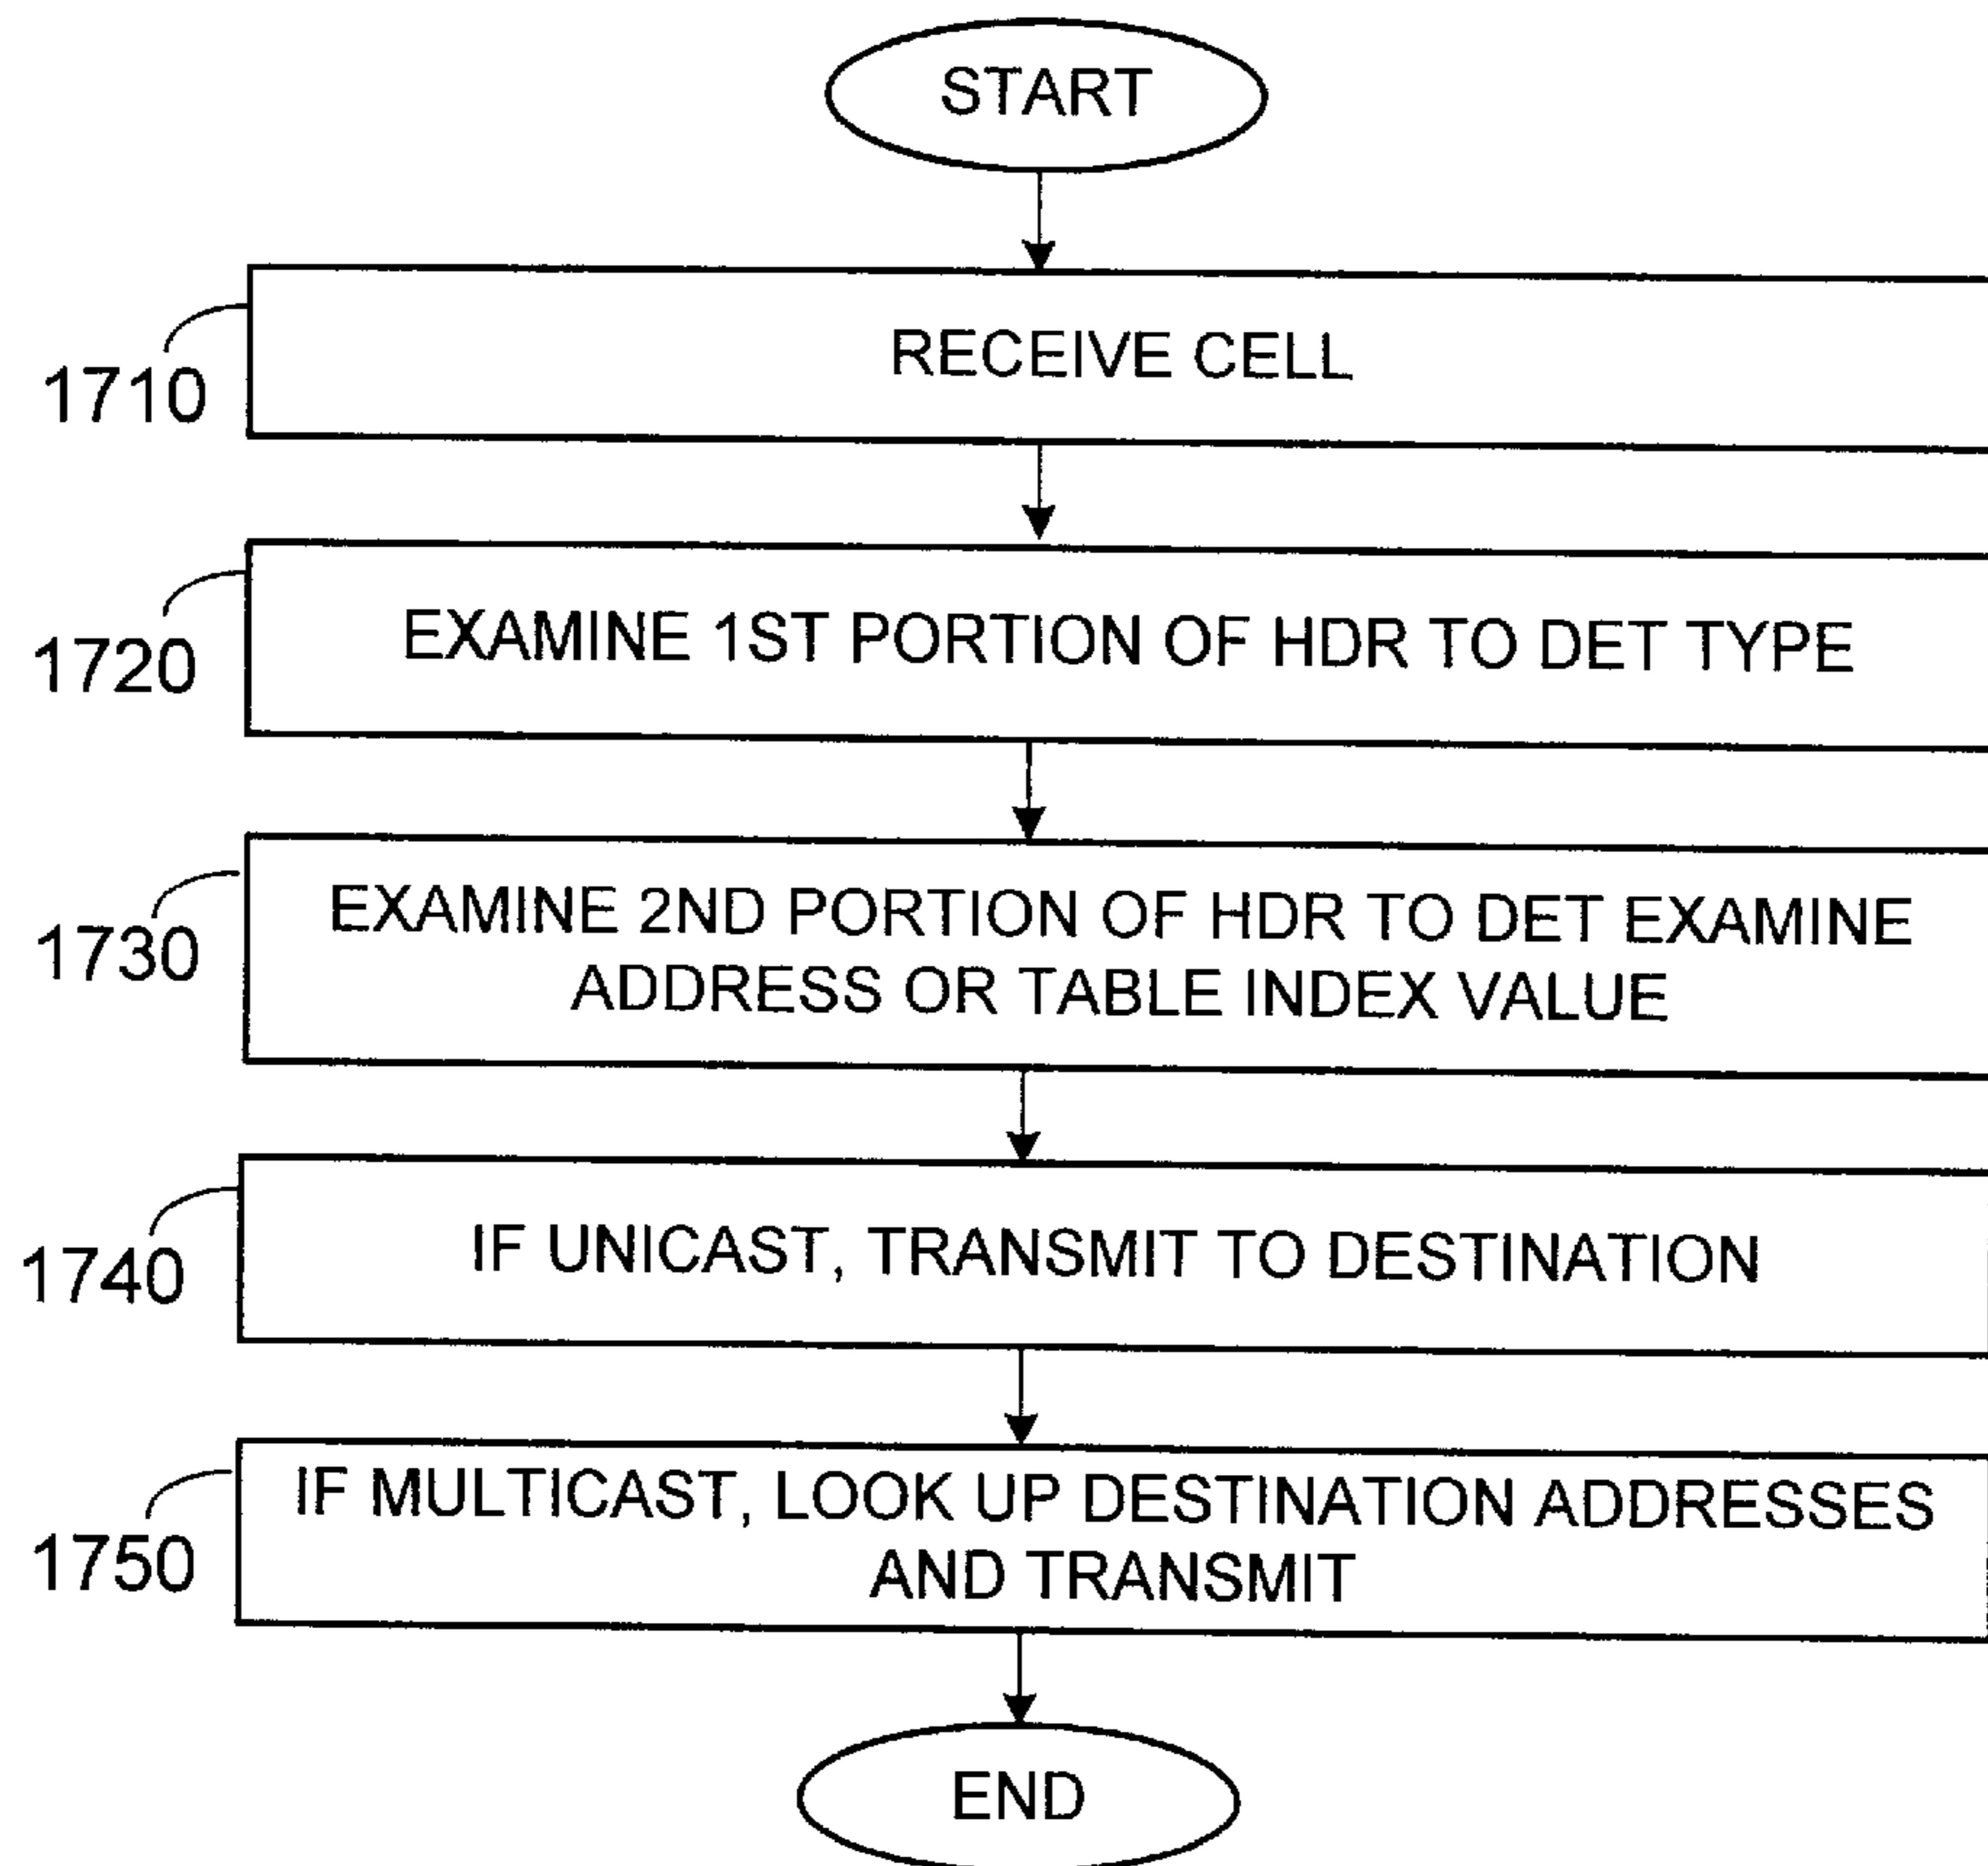 START
RECEIVE CELL
1710
EXAMINE 1ST PORTION OF HDR TO DET TYPE
1720
EXAMINE 2ND PORTION OF HDR TO DET EXAMINE
ADDRESS OR TABLE INDEX VALUE
1730
IF UNICAST, TRANSMIT TO DESTINATION
1740
IF MULTICAST, LOOK UP DESTINATION ADDRESSES
AND TRANSMIT
1750
END